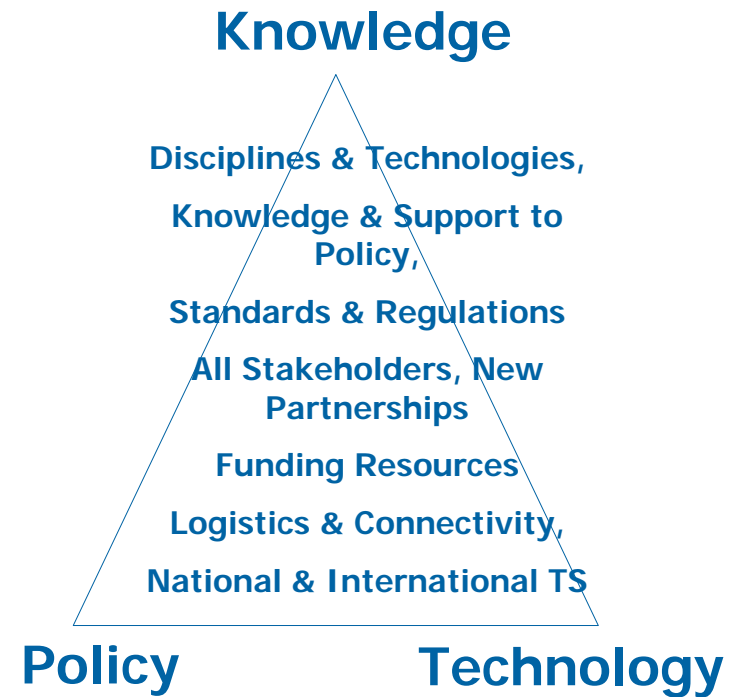 Knowledge
Disciplines & Technologies,
Knowledge & Support to
Policy,
Standards & Regulations
All Stakeholders, New
Partnerships
Funding Resources
Logistics & Connectivity,
National & International TS
Policy
Technology